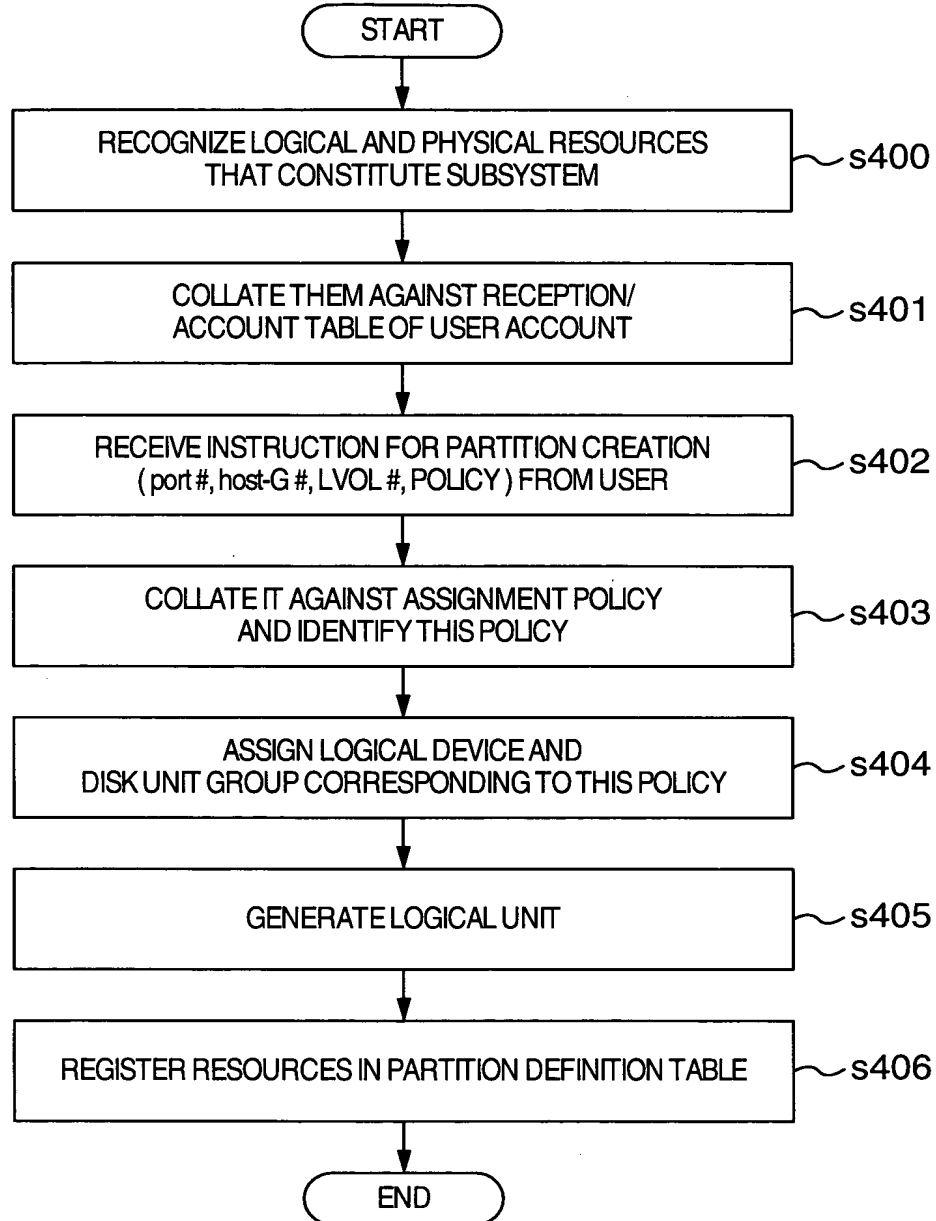 START
RECOGNIZE LOGICAL AND PHYSICAL RESOURCES
THAT CONSTITUTE SUBSYSTEM
s400
COLLATE THEM AGAINST RECEPTION/
ACCOUNT TABLE OF USER ACCOUNT
s401
RECEIVE INSTRUCTION FOR PARTITION CREATION
( port #, host-G #, LVOL #, POLICY ) FROM USER
s402
COLLATE IT AGAINST ASSIGNMENT POLICY
AND IDENTIFY THIS POLICY
s403
ASSIGN LOGICAL DEVICE AND
DISK UNIT GROUP CORRESPONDING TO THIS POLICY
s404
GENERATE LOGICAL UNIT
s405
REGISTER RESOURCES IN PARTITION DEFINITION TABLE
s406
END